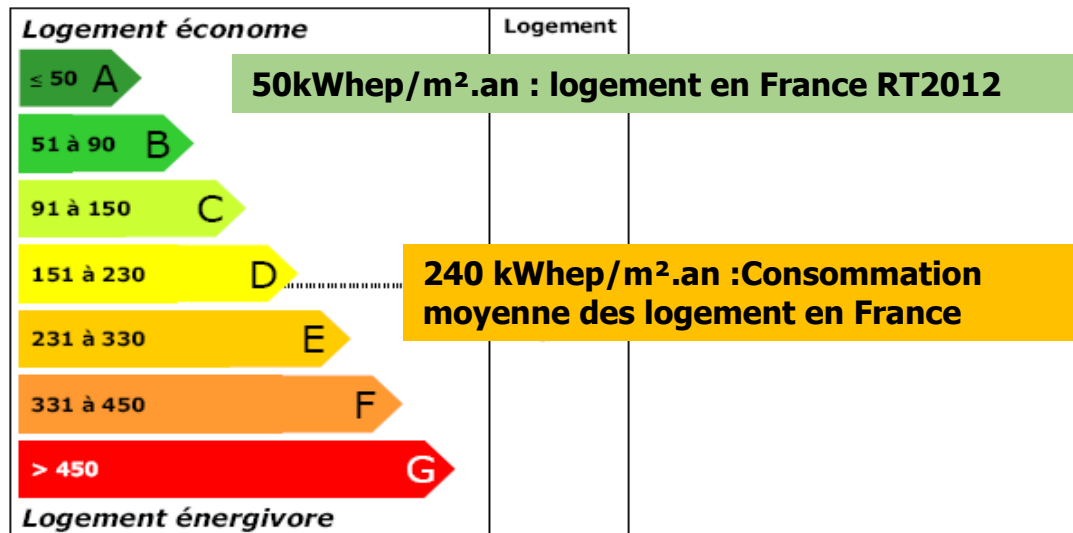 Logement économe
Logement
≤ 50 A
50kWhep/m².an : logement en France RT2012
51 à 90 B
91 à 150 C
151 à 230 D
240 kWhep/m².an :Consommation
moyenne des logement en France
231 à 330 E
331 à 450 F
> 450 G
Logement énergivore